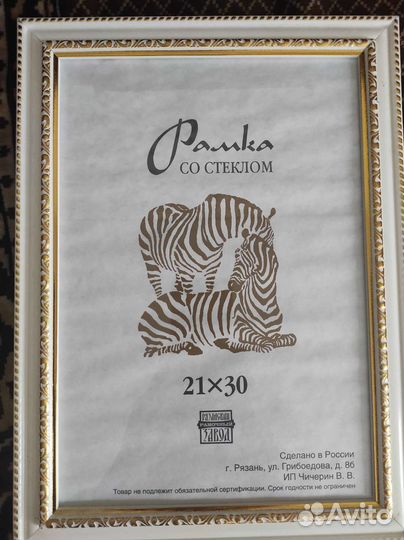 Рамка
СО СТЕКЛОМ
21×30
РЯЗАНСКИЙ
РАМОЧНЫЙ
ЗАВОД
Сделано в России
г. Рязань, ул. Грибоедова, д. 8б
ИП Чичерин В. В.
Товар не подлежит обязательной сертификации. Срок годности не ограничен
Avito